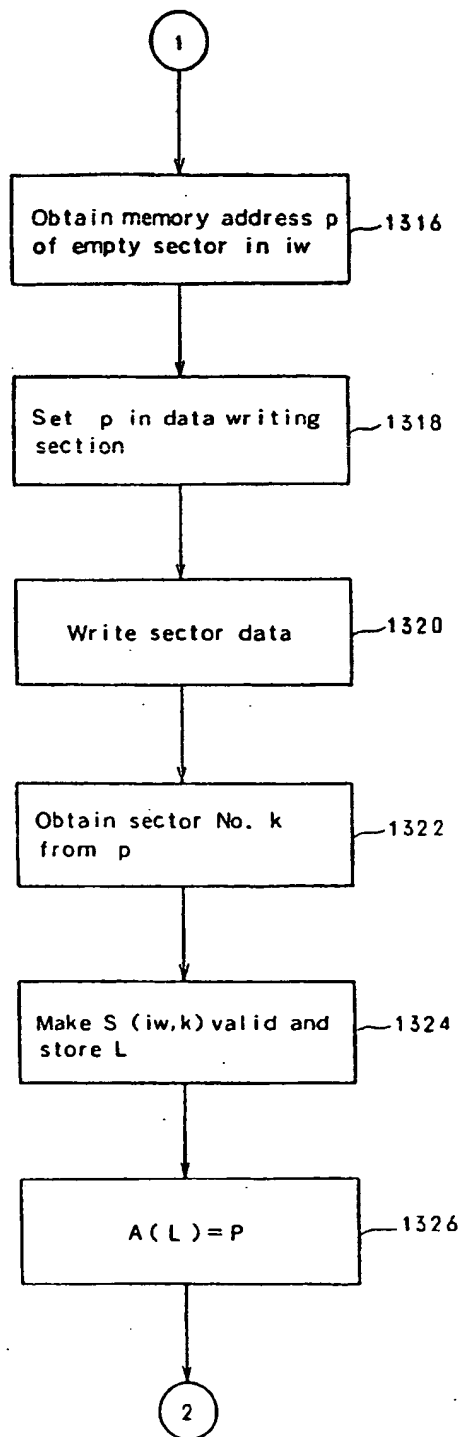 1
Obtain memory address p
of empty sector in iw
1316
Set p in data writing
section
1318
Write sector data
1320
Obtain sector No. k
from p
1322
Make S (iw,k) valid and
store L
1324
A(L)=P
1326
2